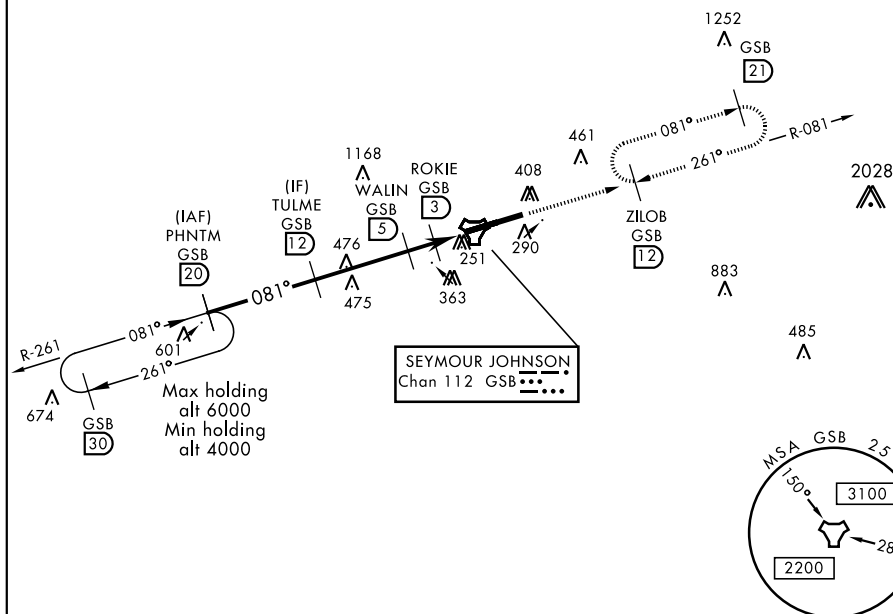 1252
GSB
21
081°
R-081
261°
461
1168
408
2028
ROKIE
GSB
3
WALIN
GSB
5
(IF)
TULME
GSB
12
(IAF)
PHNTM
GSB
20
476
290
251
ZILOB
GSB
12
081°
475
363
883
R-261
081°
601
261°
485
SEYMOUR JOHNSON
Chan 112 GSB
Max holding
alt 6000
Min holding
alt 4000
674
GSB
30
MSA GSB 25
150°
3100
28
2200